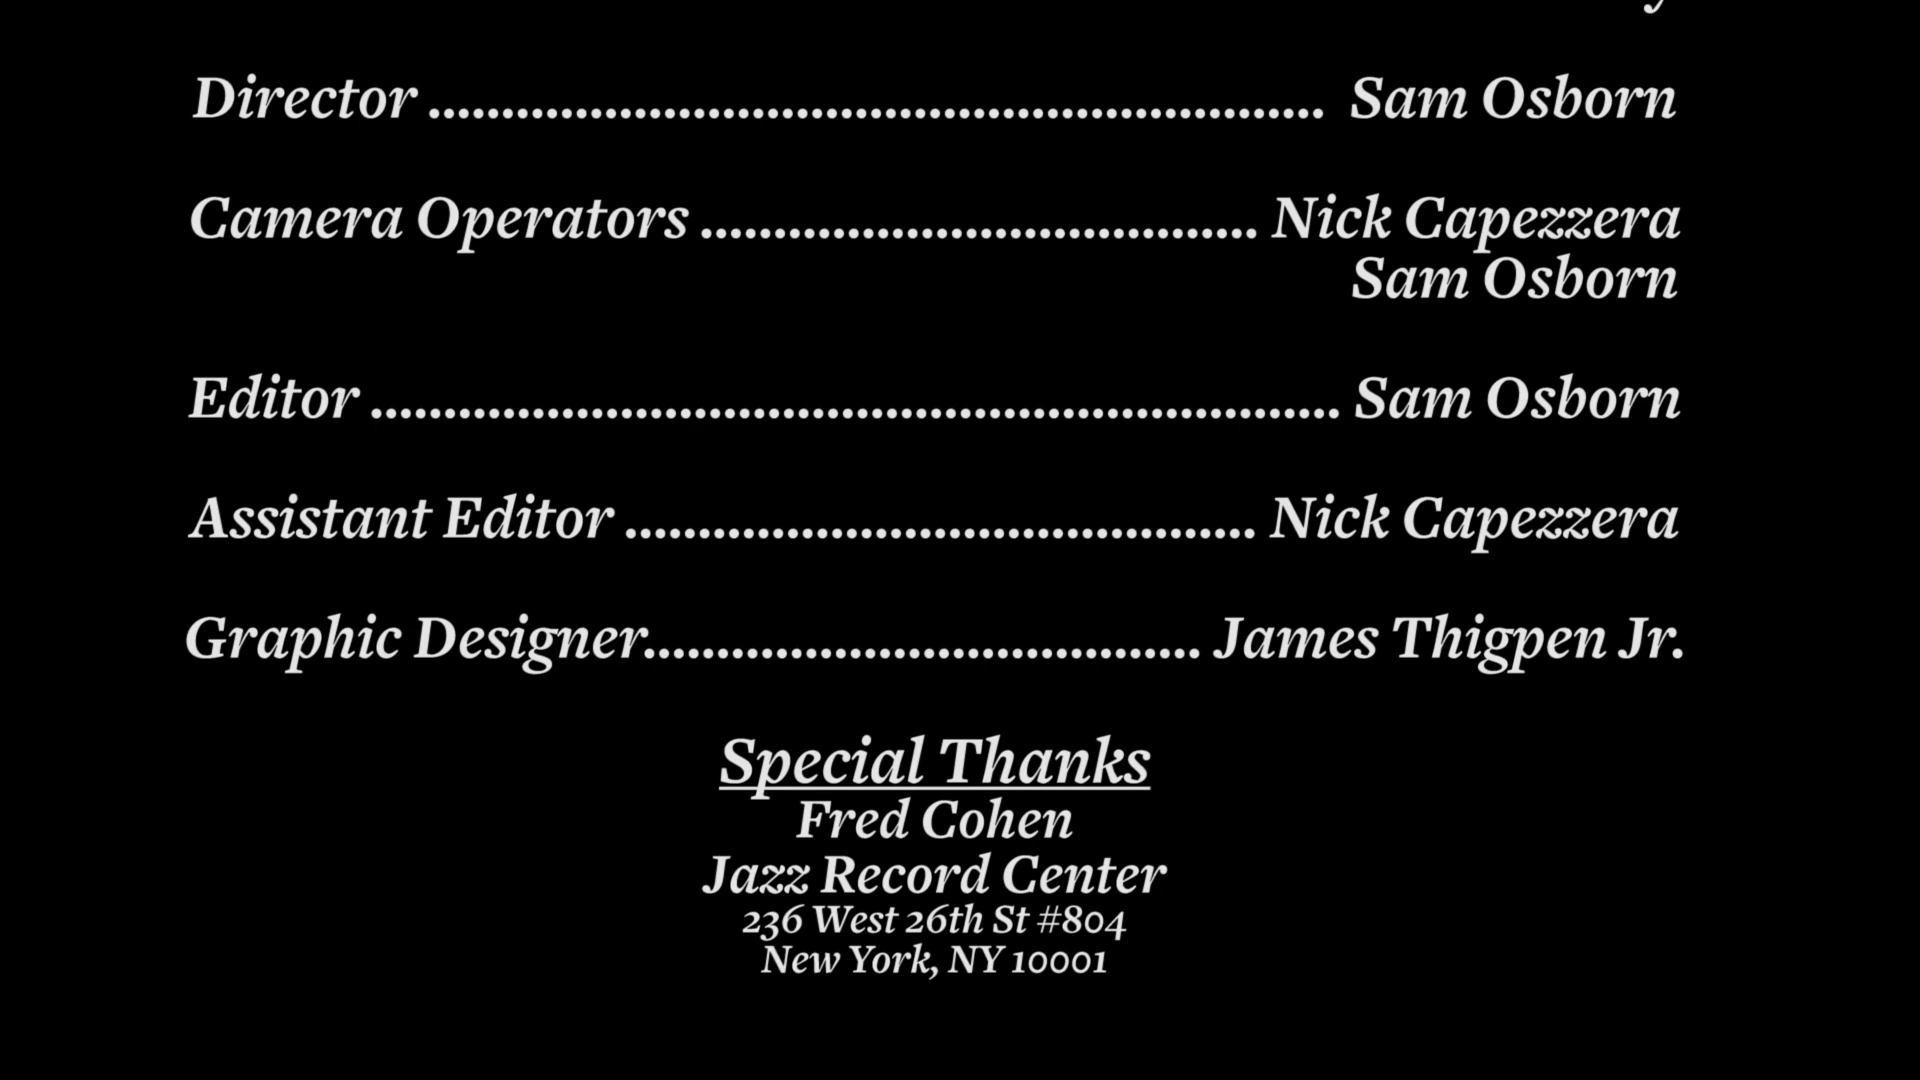 Director ............................................................. Sam Osborn
Camera Operators ...................................... Nick Capezzera
Sam Osborn
Editor .................................................................. Sam Osborn
Assistant Editor ........................................... Nick Capezzera
Graphic Designer...................................... James Thigpen Jr.
Special Thanks
Fred Cohen
Jazz Record Center
236 West 26th St #804
New York, NY 10001